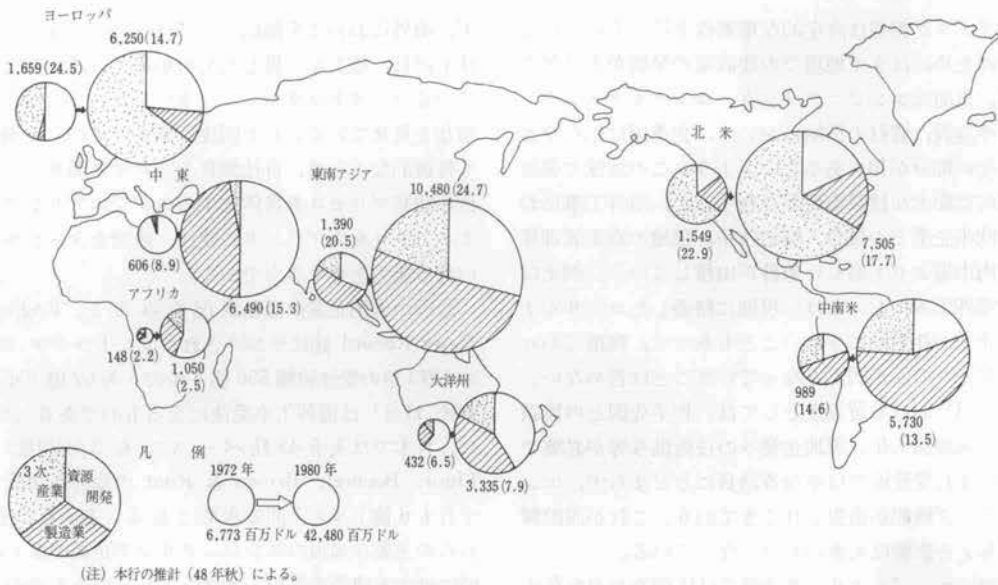 ヨーロッパ
6,250(14.7)
1,659(24.5)
中東
606(8.9)
6,490(15.3)
アフリカ
148(2.2)
1,050
(2.5)
東南アジア
1,390
(20.5)
10,480(24.7)
大洋州
432(6.5)
3,335(7.9)
北米
1,549
(22.9)
7,505
(17.7)
中南米
989
(14.6)
5,730
(13.5)
凡例
3次
産業
資源
開発
製造業
1972年
1980年
6,773百万ドル
42,480百万ドル
(注) 本行の推計(48年秋)による。